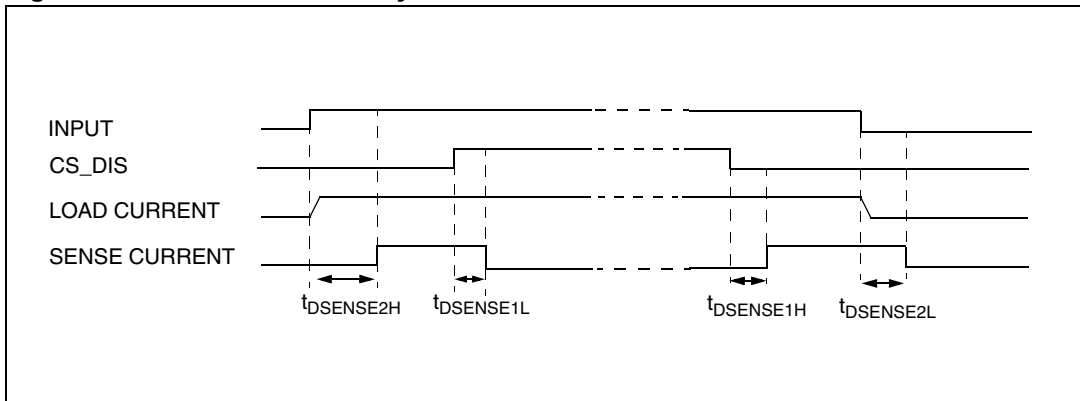 INPUT
CS_DIS
LOAD CURRENT
SENSE CURRENT
tDSENSE2H
tDSENSE1L
tDSENSE1H
tDSENSE2L